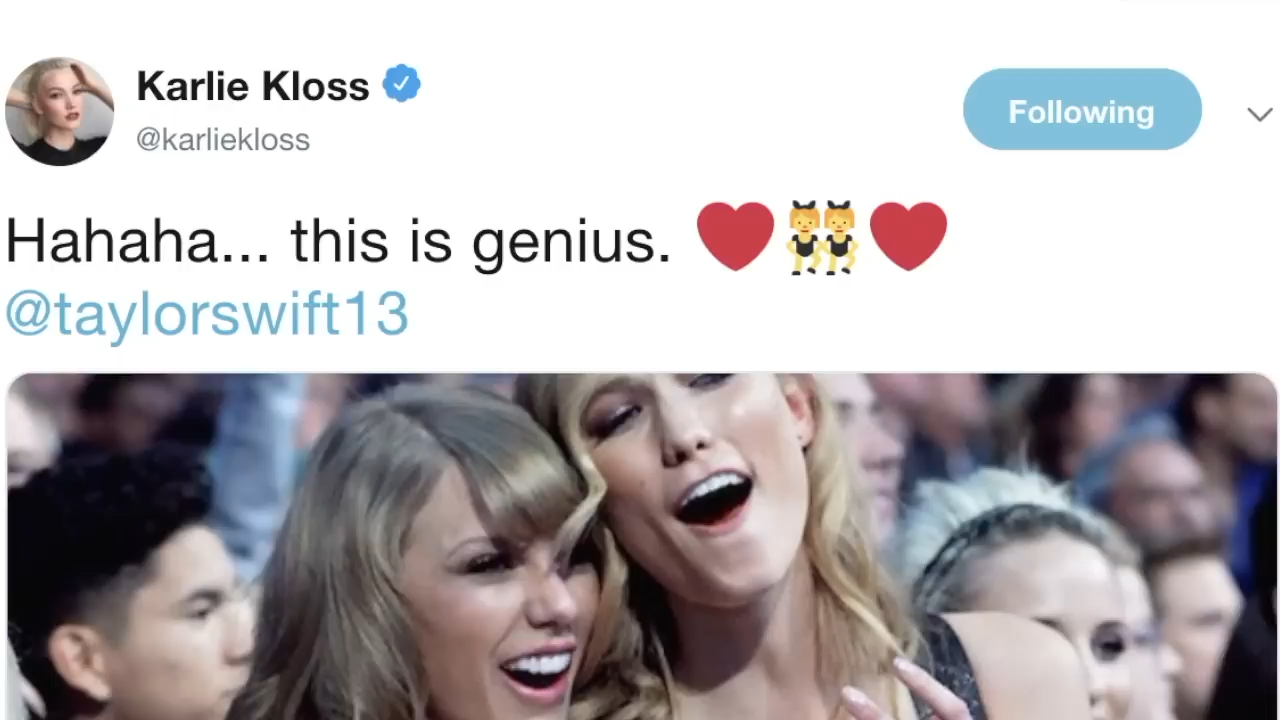 Karlie Kloss
@karliekloss
Following
Hahaha... this is genius. ❤️👯❤️
@taylorswift13